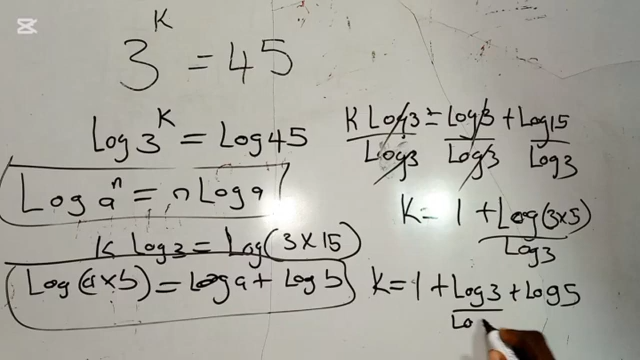 Cut
3^K = 45
Log 3^K = Log 45
Log a^n = n Log a
K Log 3 = Log (3 × 15)
Log (a × b) = Log a + Log b
K Log 3 / Log 3 = Log 3 / Log 3 + Log 15 / Log 3
K = 1 + Log (3×5) / Log 3
K = 1 + Log 3 + Log 5 / Lo